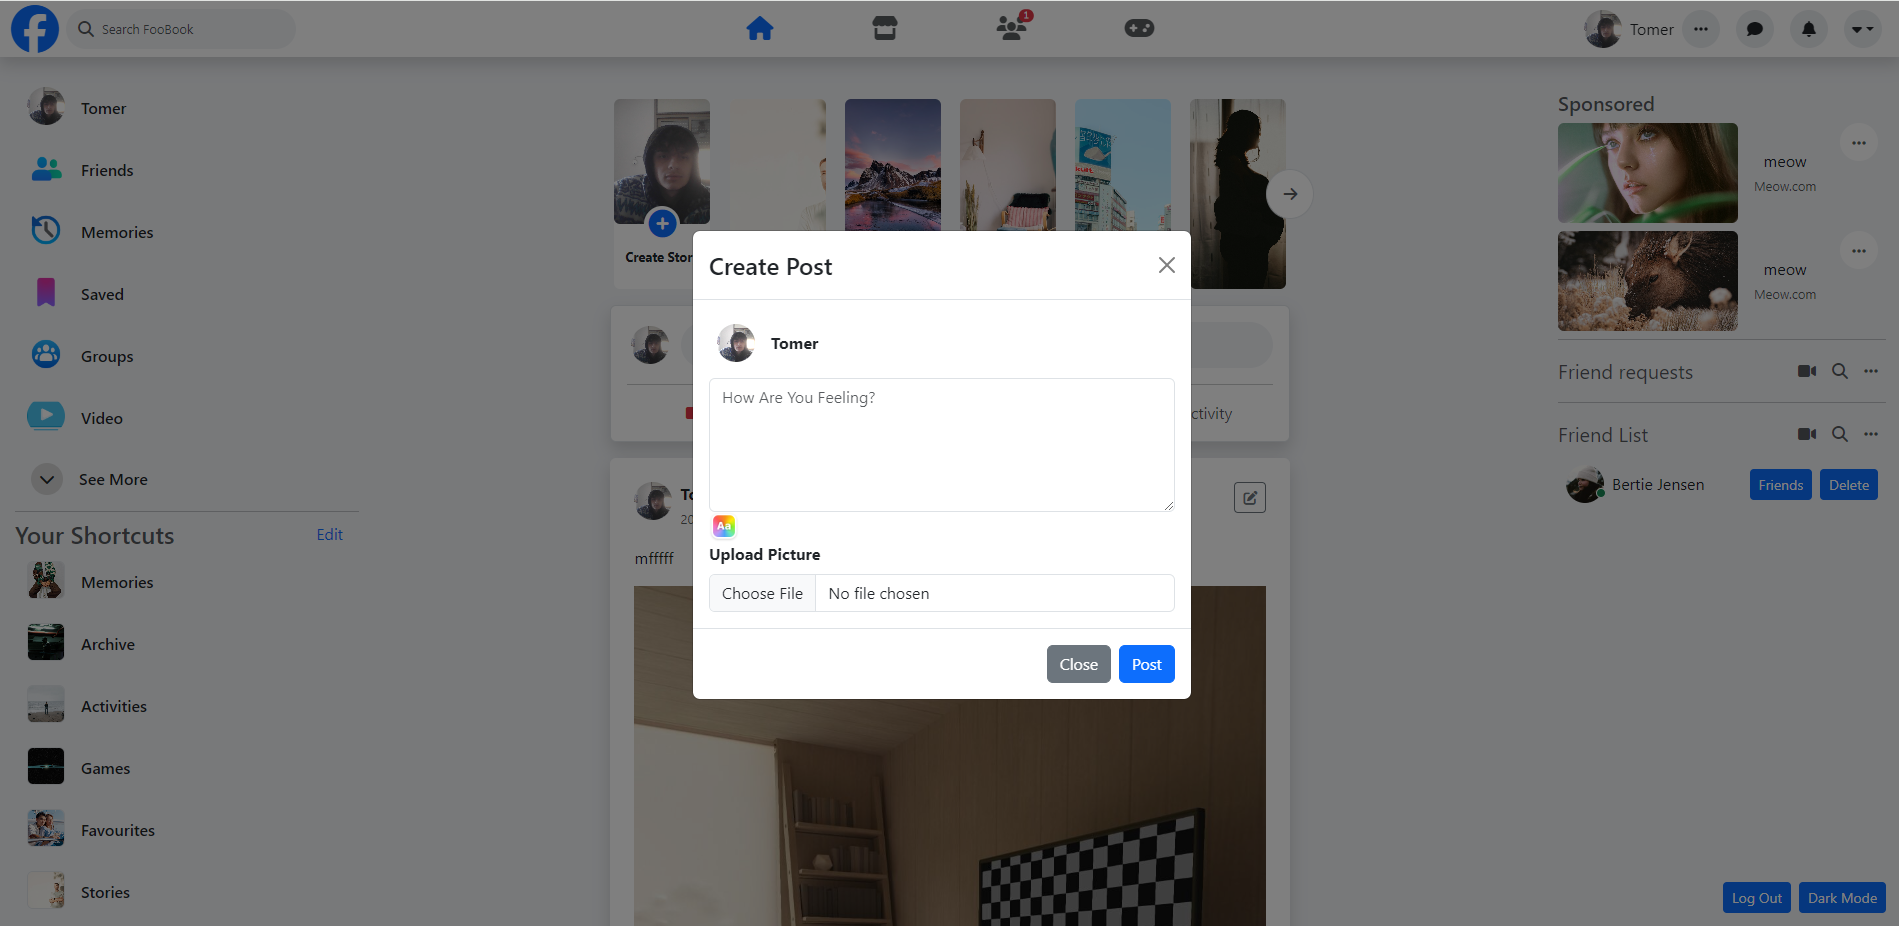 Search FooBook
1
Tomer
Tomer
Friends
Memories
Saved
Groups
Video
See More
Your Shortcuts
Edit
Memories
Archive
Activities
Games
Favourites
Stories
Create Stor
ctivity
To
20
mfffff
Create Post
Tomer
How Are You Feeling?
Aa
Upload Picture
Choose File
No file chosen
Close
Post
Sponsored
meow
Meow.com
meow
Meow.com
Friend requests
Friend List
Bertie Jensen
Friends
Delete
Log Out
Dark Mode